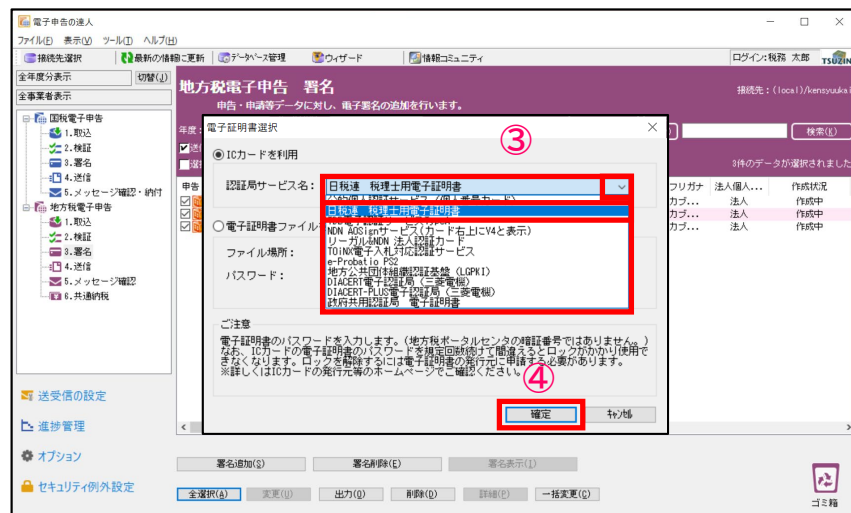 電子申告の達人
ファイル(F) 表示(V) ツール(T) ヘルプ(H)
接続先選択 最新の情報に更新 データベース管理 ウィザード 情報コミュニティ ログイン:税務 太郎 TSUZIN
全年度分表示 切替(J)
全事業者表示
地方税電子申告 署名
申告・申請等データに対し、電子署名の追加を行います。
接続先：(local)/kensyuukai
国税電子申告
1.取込
2.検証
3.署名
4.送信
5.メッセージ確認・納付
地方税電子申告
1.取込
2.検証
3.署名
4.送信
5.メッセージ確認
6.共通納税
年度:
検索(K)
3件のデータが選択されました
申告
フリガナ 法人個人... 作成状況
カブ... 法人 作成中
カブ... 法人 作成中
カブ... 法人 作成中
電子証明書選択
③
ICカードを利用
認証局サービス名： 日税連 税理士用電子証明書
日税連 税理士用電子証明書
NDN AOSignサービス(カード右上にV4と表示)
リーガル&NDN 法人認証カード
TOiNX電子入札対応認証サービス
e-Probatio PS2
地方公共団体組織認証基盤 (LGPKI)
DIACERT電子認証局（三菱電機）
DIACERT-PLUS電子認証局（三菱電機）
政府共用認証局 電子証明書
電子証明書ファイル
ファイル場所：
パスワード：
ご注意
電子証明書のパスワードを入力します。(地方税ポータルセンタの暗証番号ではありません。)
なお、ICカードの電子証明書のパスワードを規定回数続けて間違えるとロックがかかり使用で
きなくなります。ロックを解除するには電子証明書の発行元に申請する必要があります。
※詳しくはICカードの発行元等のホームページでご確認ください。
④
確定 キャンセル
送受信の設定
進捗管理
オプション
セキュリティ例外設定
署名追加(S) 署名削除(E) 署名表示(I)
全選択(A) 変更(U) 出力(O) 削除(D) 詳細(P) 一括変更(C)
ゴミ箱